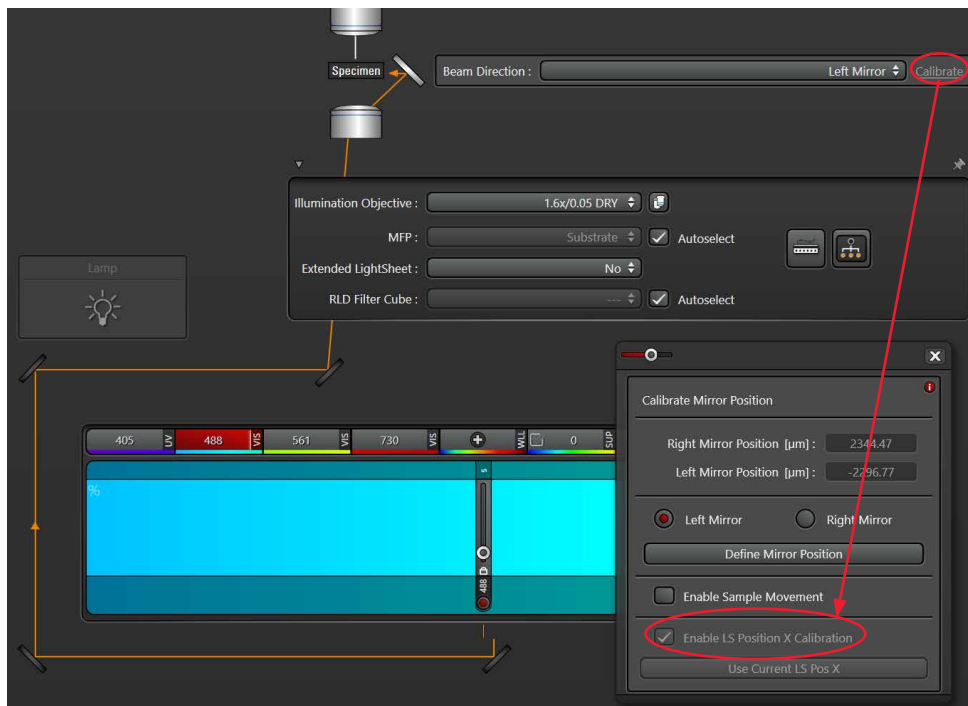 Specimen
Beam Direction : Left Mirror Calibrate
Illumination Objective : 1.6x/0.05 DRY
MFP : Substrate Autoselect
Extended LightSheet : No
RLD Filter Cube : --- Autoselect
Lamp
Calibrate Mirror Position
Right Mirror Position [µm] : 2344.47
Left Mirror Position [µm] : -2296.77
Left Mirror Right Mirror
Define Mirror Position
Enable Sample Movement
Enable LS Position X Calibration
Use Current LS Pos X
405 UV 488 VIS 561 VIS 730 VIS WLL 0 SUP
%
s
488 D